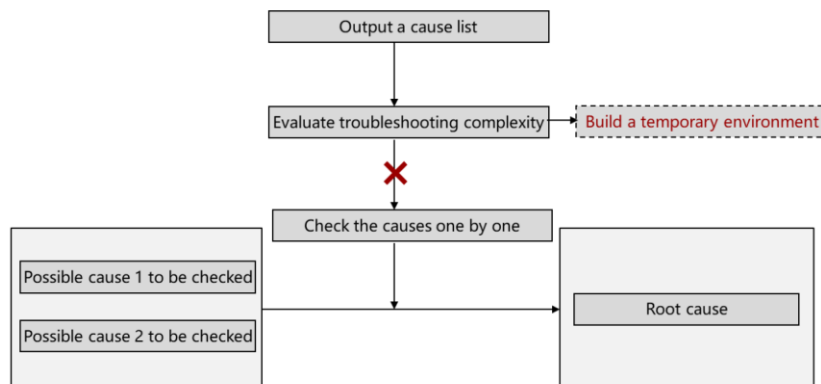 Output a cause list
Evaluate troubleshooting complexity
Build a temporary environment
Check the causes one by one
Possible cause 1 to be checked
Possible cause 2 to be checked
Root cause